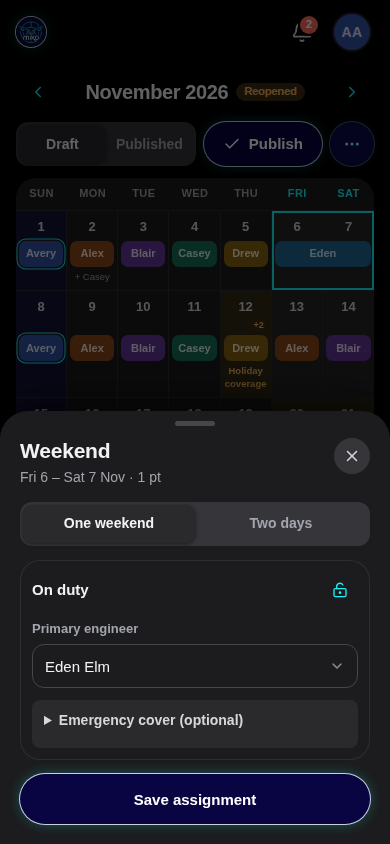 miko
2
AA
November 2026 Reopened
Draft Published Publish
SUN MON TUE WED THU FRI SAT
1 2 3 4 5 6 7
Avery Alex Blair Casey Drew Eden
+ Casey
8 9 10 11 12 13 14
+2
Avery Alex Blair Casey Drew Alex Blair
Holiday
coverage
Weekend
Fri 6 – Sat 7 Nov · 1 pt
One weekend Two days
On duty
Primary engineer
Eden Elm
Emergency cover (optional)
Save assignment